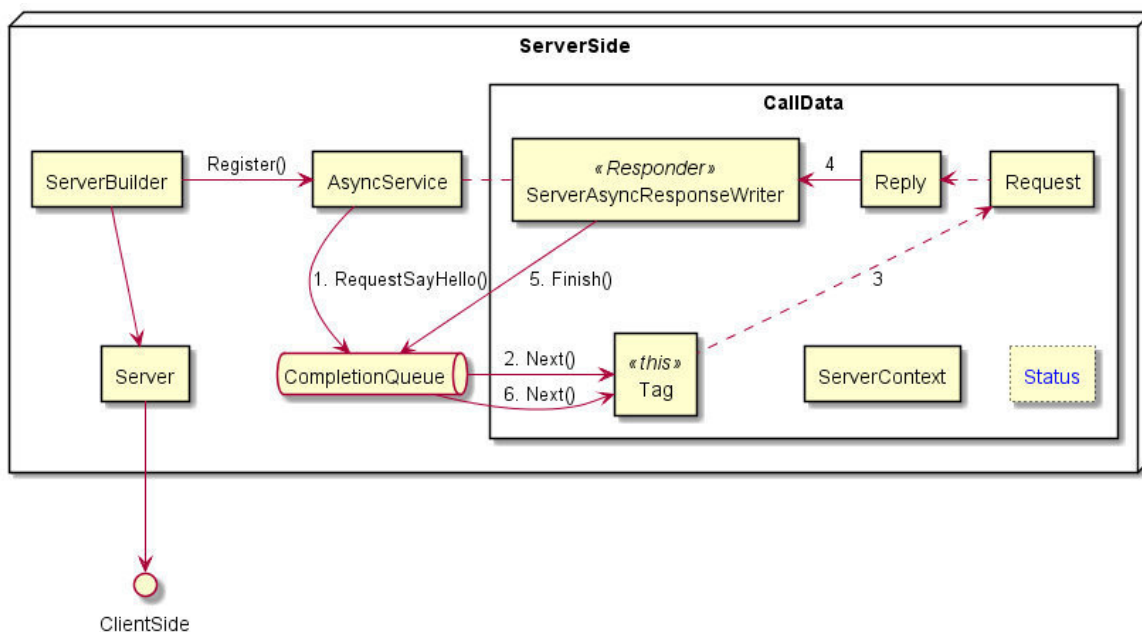 ServerSide
CallData
ServerBuilder
Register()
AsyncService
«Responder»
ServerAsyncResponseWriter
4
Reply
Request
1. RequestSayHello()
5. Finish()
3
Server
CompletionQueue
2. Next()
6. Next()
«this»
Tag
ServerContext
Status
ClientSide